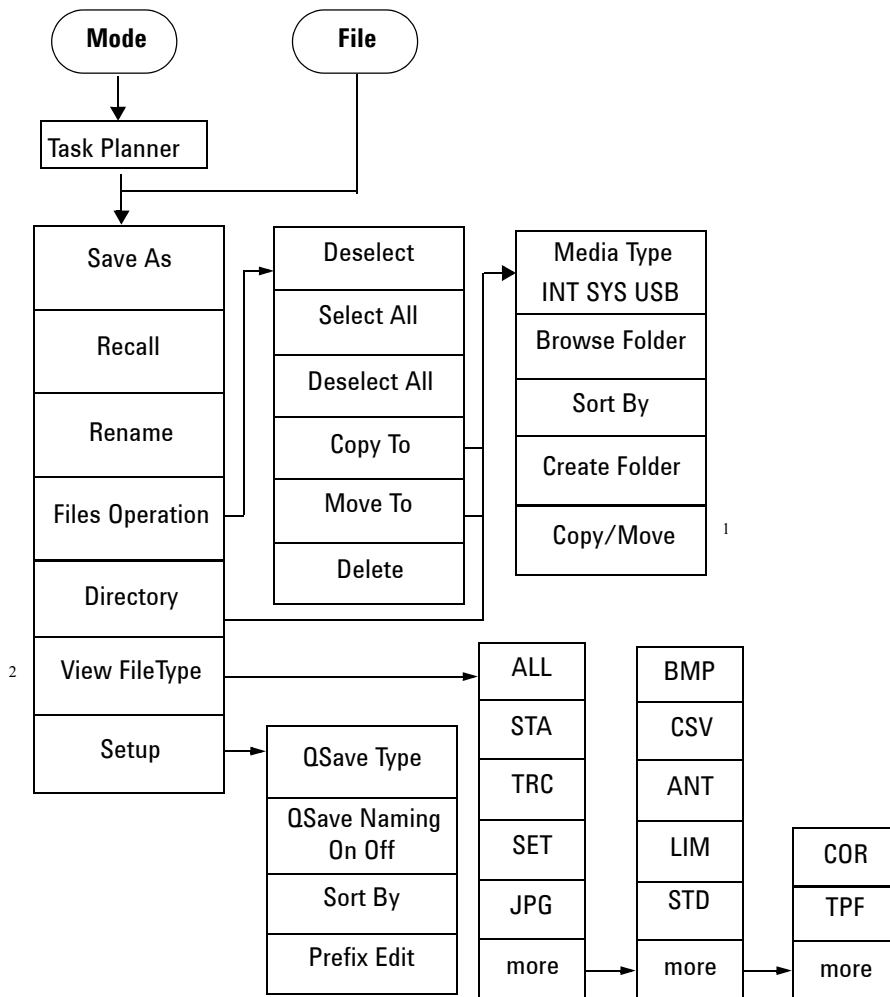 Mode
File
Task Planner
Save As
Recall
Rename
Files Operation
Directory
2
View FileType
Setup
Deselect
Select All
Deselect All
Copy To
Move To
Delete
Media Type
INT SYS USB
Browse Folder
Sort By
Create Folder
Copy/Move
1
QSave Type
QSave Naming
On Off
Sort By
Prefix Edit
ALL
STA
TRC
SET
JPG
more
BMP
CSV
ANT
LIM
STD
more
COR
TPF
more